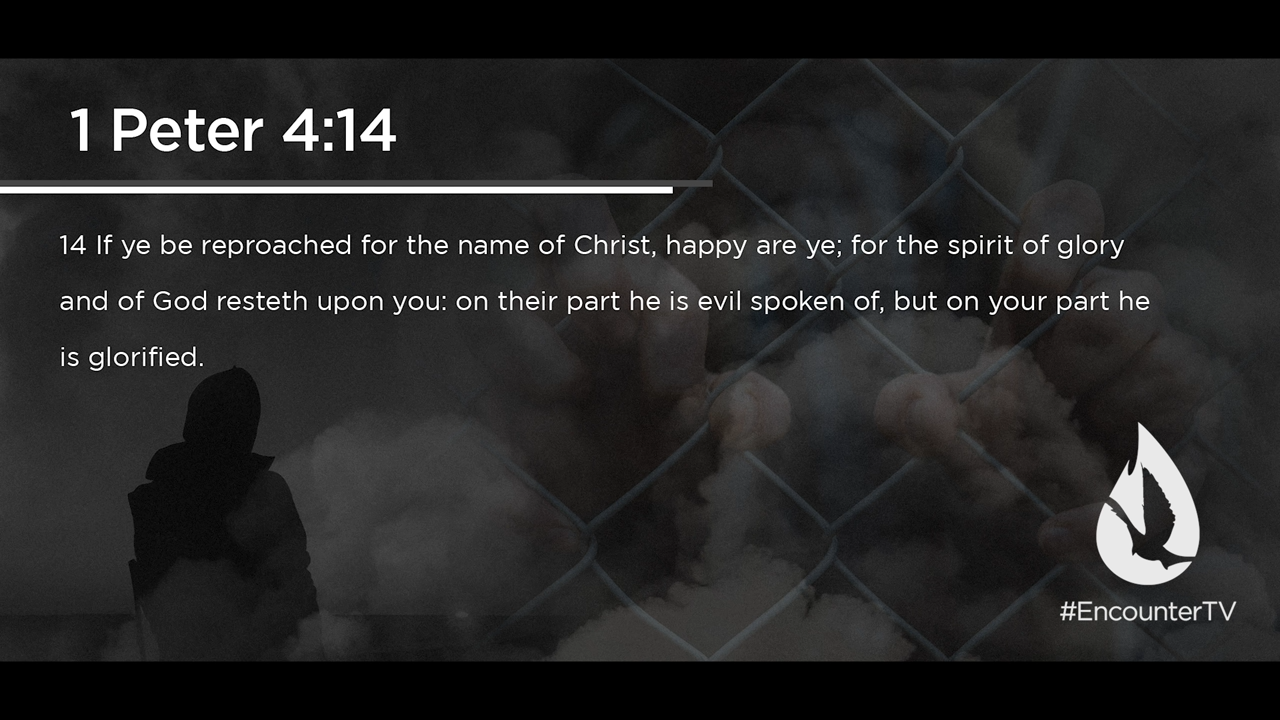 1 Peter 4:14
14 If ye be reproached for the name of Christ, happy are ye; for the spirit of glory
and of God resteth upon you: on their part he is evil spoken of, but on your part he
is glorified.
#EncounterTV